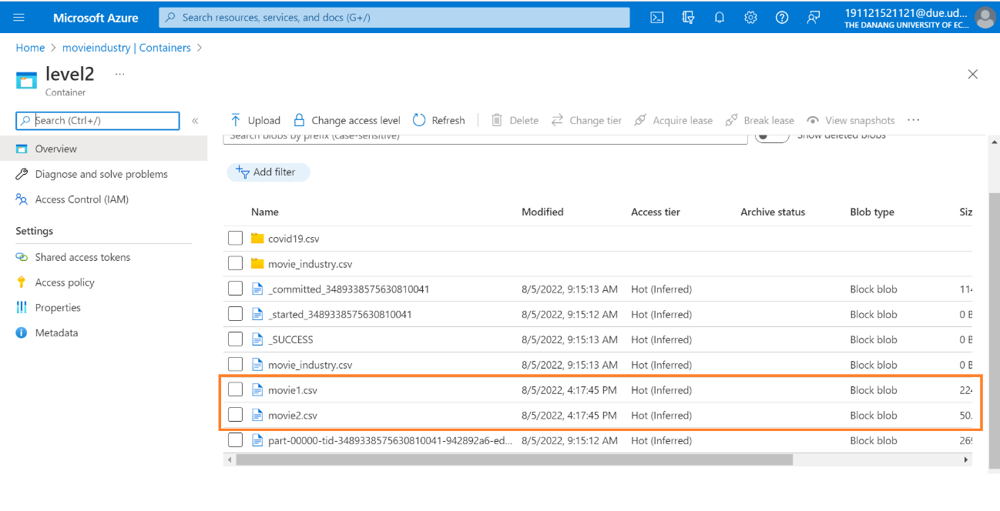 Microsoft Azure
Search resources, services, and docs (G+/)
191121521121@due.ud...
THE DANANG UNIVERSITY OF EC...
Home > movieindustry | Containers >
level2 ...
Container
Search (Ctrl+/) «
Upload Change access level Refresh Delete Change tier Acquire lease Break lease View snapshots ...
Search blobs by prefix (case-sensitive) Show deleted blobs
Overview
Diagnose and solve problems
Access Control (IAM)
Settings
Shared access tokens
Access policy
Properties
Metadata
Add filter
Name Modified Access tier Archive status Blob type Siz
covid19.csv
movie_industry.csv
_committed_3489338575630810041 8/5/2022, 9:15:13 AM Hot (Inferred) Block blob 114
_started_3489338575630810041 8/5/2022, 9:15:12 AM Hot (Inferred) Block blob 0 B
_SUCCESS 8/5/2022, 9:15:13 AM Hot (Inferred) Block blob 0 B
movie_industry.csv 8/5/2022, 9:15:13 AM Hot (Inferred) Block blob 0 B
movie1.csv 8/5/2022, 4:17:45 PM Hot (Inferred) Block blob 224
movie2.csv 8/5/2022, 4:17:45 PM Hot (Inferred) Block blob 50.
part-00000-tid-3489338575630810041-942892a6-ed... 8/5/2022, 9:15:12 AM Hot (Inferred) Block blob 269